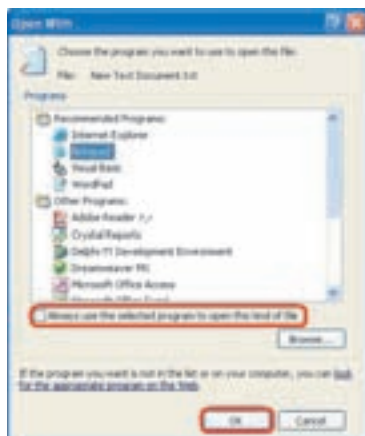 Open With
Choose the program you want to use to open this file:
File: New Text Document.txt
Programs
Recommended Programs:
Internet Explorer
Notepad
Visual Basic
WordPad
Other Programs:
Adobe Reader
Crystal Reports
Delphi Development Environment
Dreamweaver MX
Microsoft Office Access
Microsoft Office Excel
Always use the selected program to open this kind of file
Browse...
If the program you want is not in the list or on your computer, you can look
for the appropriate program on the Web.
OK
Cancel